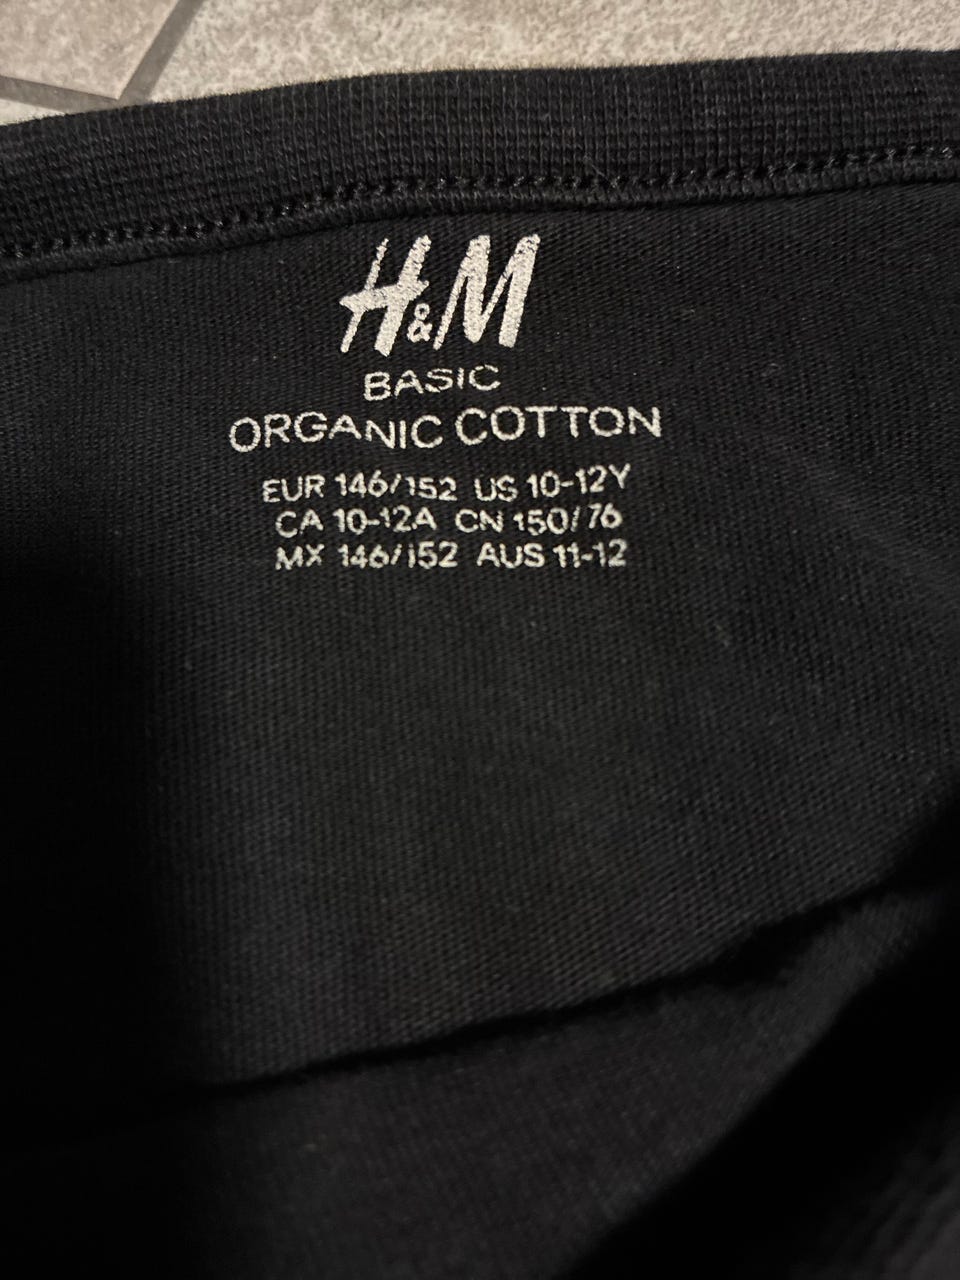 H&M
BASIC
ORGANIC COTTON
EUR 146/152 US 10-12Y
CA 10-12A CN 150/76
MX 146/152 AUS 11-12